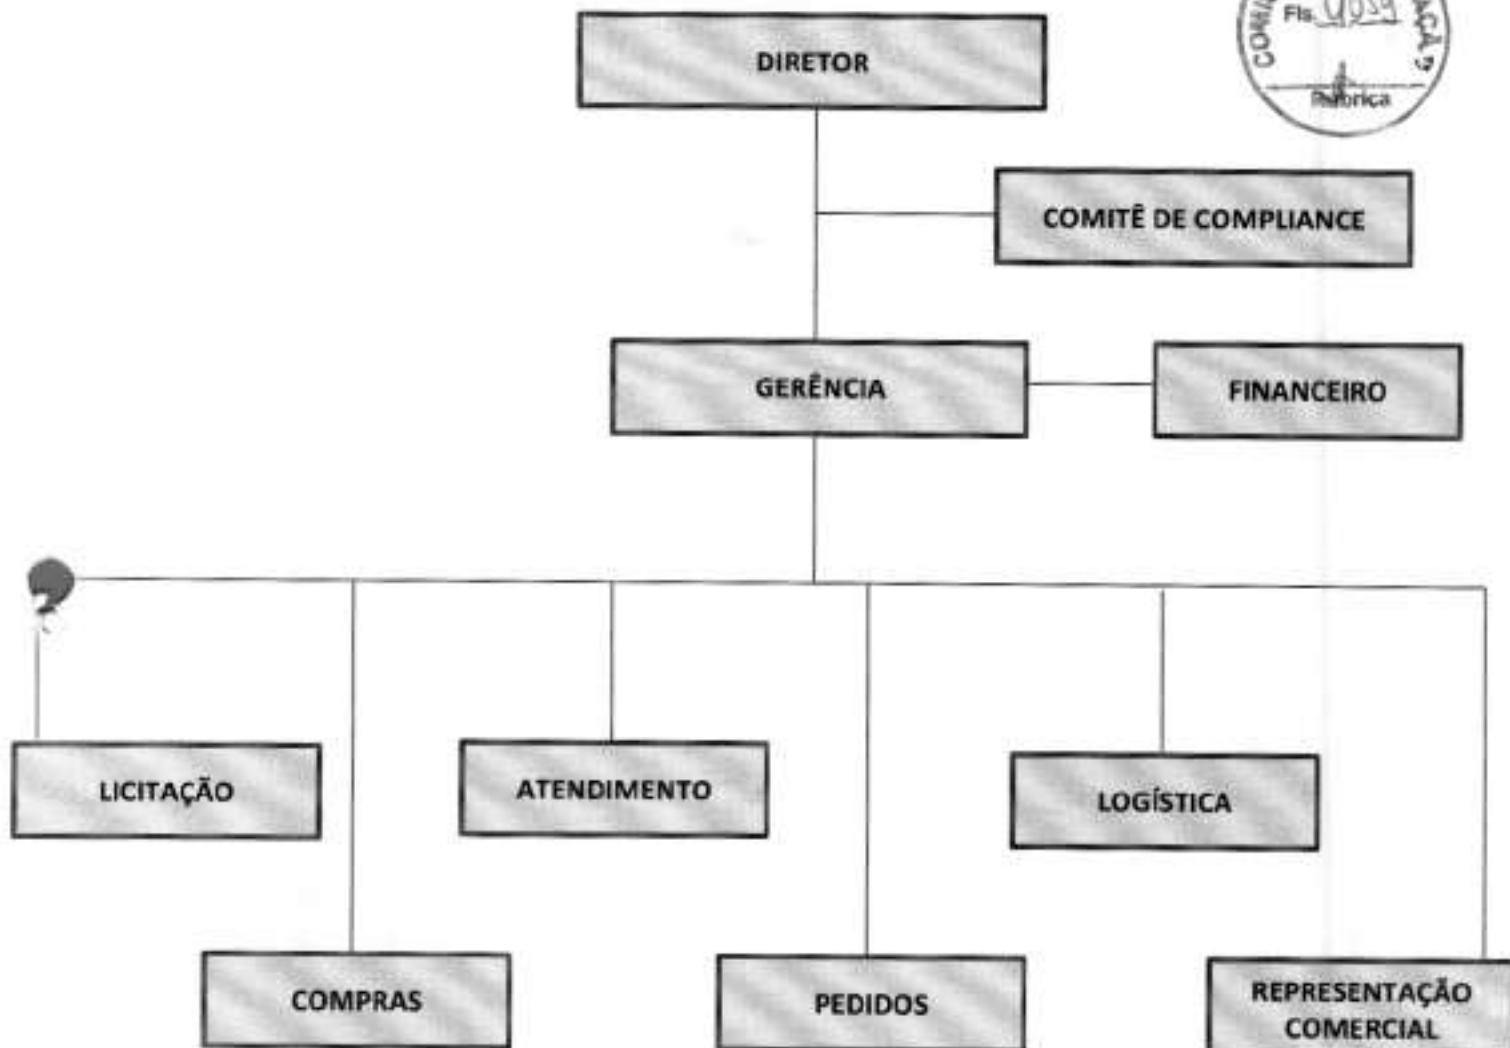 DIRETOR
Fls.
Rubrica
COMITÊ DE COMPLIANCE
GERÊNCIA
FINANCEIRO
LICITAÇÃO
ATENDIMENTO
LOGÍSTICA
COMPRAS
PEDIDOS
REPRESENTAÇÃO
COMERCIAL